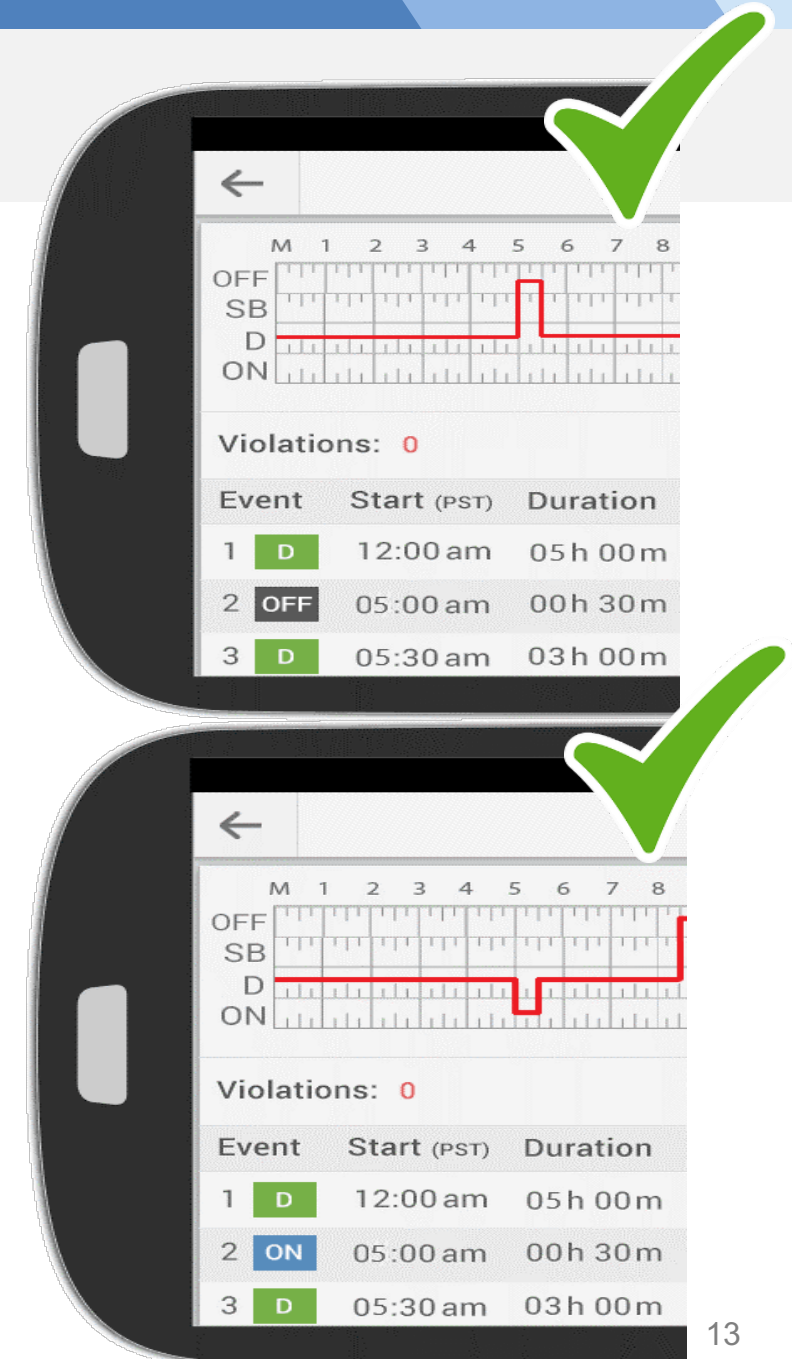 M 1 2 3 4 5 6 7 8
OFF
SB
D
ON
Violations: 0
Event Start (PST) Duration
1 D 12:00 am 05h 00m
2 OFF 05:00 am 00h 30m
3 D 05:30 am 03h 00m
M 1 2 3 4 5 6 7 8
OFF
SB
D
ON
Violations: 0
Event Start (PST) Duration
1 D 12:00 am 05h 00m
2 ON 05:00 am 00h 30m
3 D 05:30 am 03h 00m
13